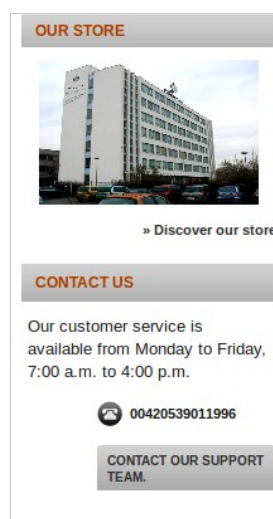 OUR STORE
» Discover our store
CONTACT US
Our customer service is
available from Monday to Friday,
7:00 a.m. to 4:00 p.m.
00420539011996
CONTACT OUR SUPPORT
TEAM.